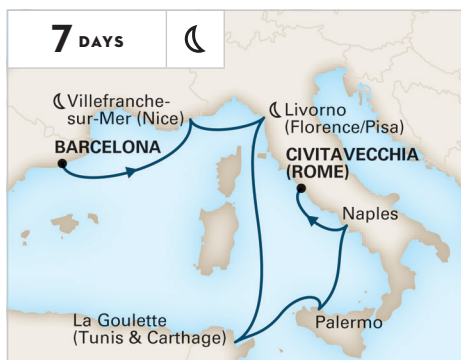 7 DAYS
Villefranche-
sur-Mer (Nice)
BARCELONA
Livorno
(Florence/Pisa)
CIVITAVECCHIA
(ROME)
Naples
La Goulette
(Tunis & Carthage)
Palermo